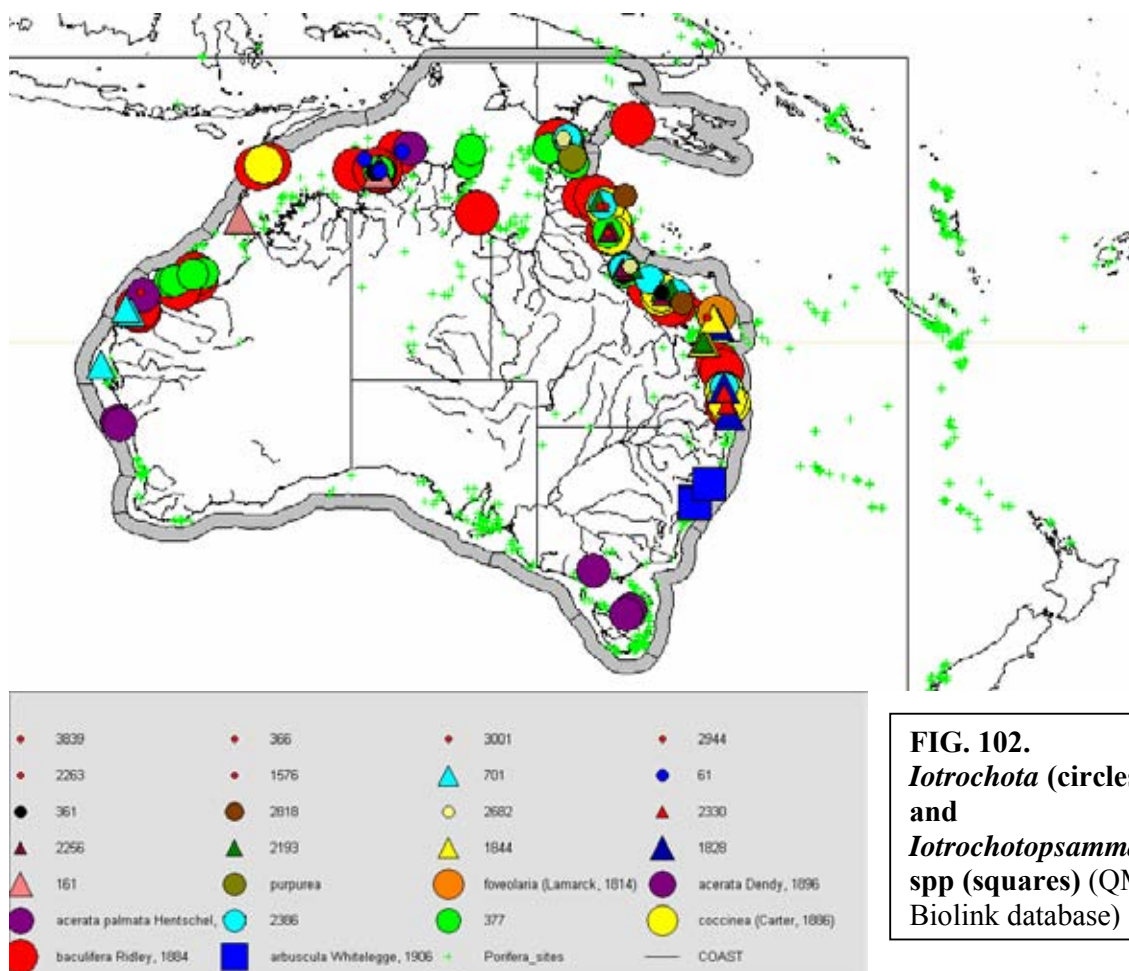 3839 366 3001 2944
2263 1576 701 61
361 2818 2682 2330
2256 2193 1844 1828
161 purpurea foveolaria (Lamarck, 1814) acerata Dendy, 1896
acerata palmata Hentschel, 2386 377 coccinea (Carter, 1886)
baculifera Ridley, 1884 arbuscula Whitelegge, 1906 Porifera_sites COAST
FIG. 102.
Iotrochota (circles
and
Iotrochotopsamma
spp (squares) (QM
Biolink database)